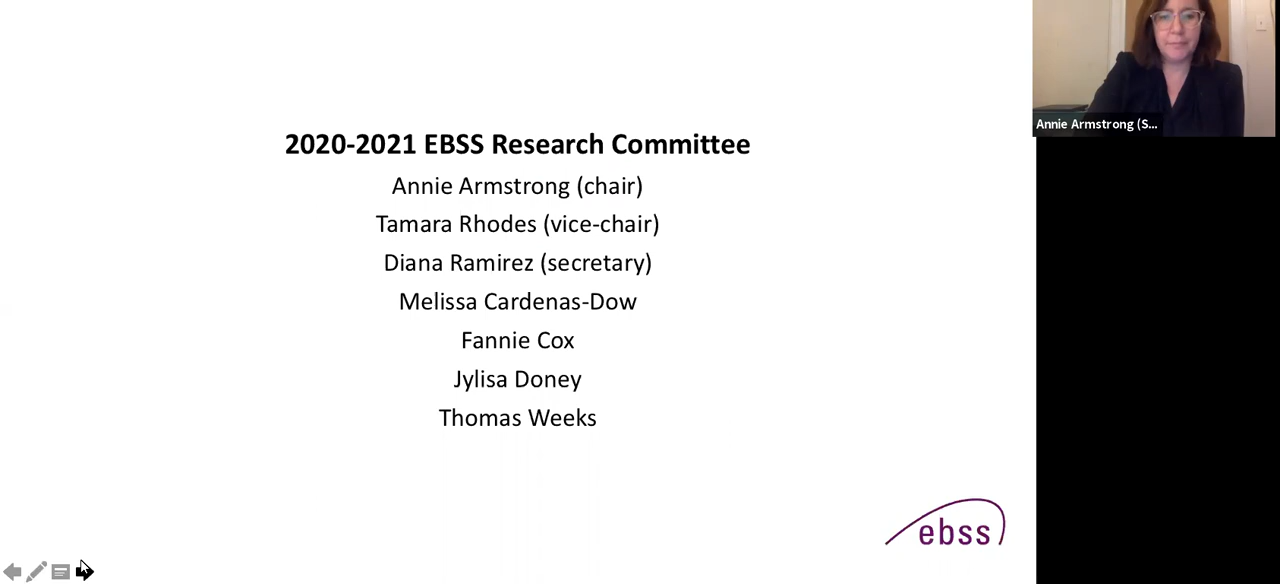 2020-2021 EBSS Research Committee
Annie Armstrong (chair)
Tamara Rhodes (vice-chair)
Diana Ramirez (secretary)
Melissa Cardenas-Dow
Fannie Cox
Jylisa Doney
Thomas Weeks
ebss
Annie Armstrong (S...